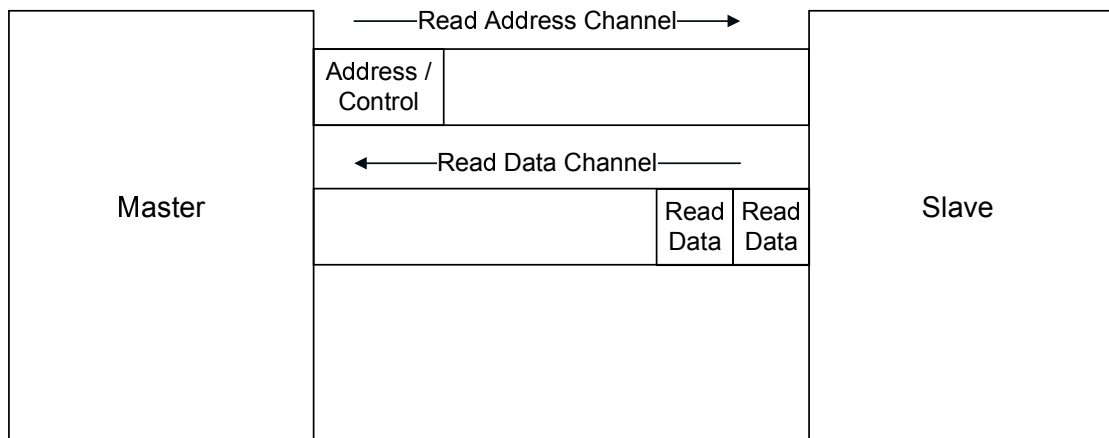 Read Address Channel
Address /
Control
Read Data Channel
Master
Read Read
Data Data
Slave